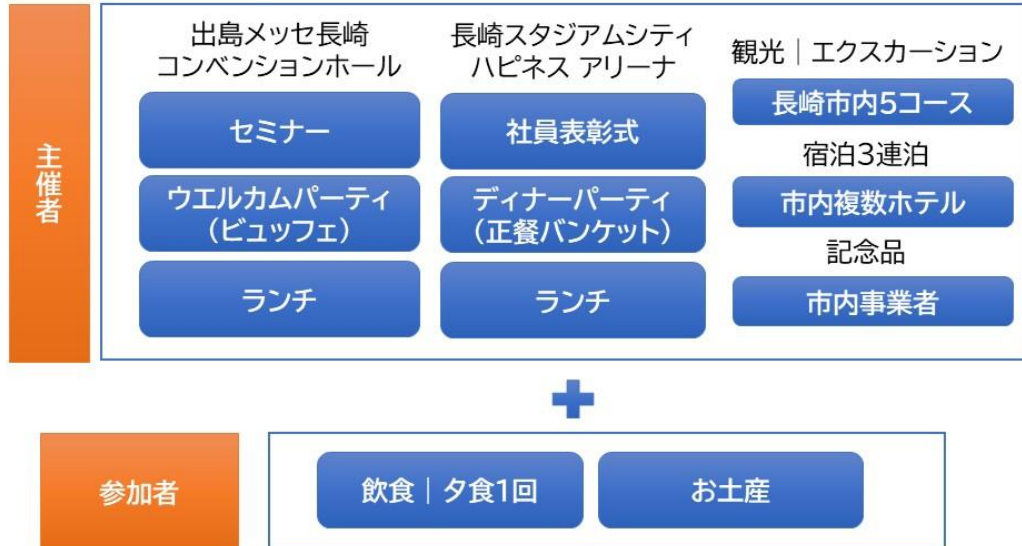 主催者
出島メッセ長崎
コンベンションホール
セミナー
ウエルカムパーティ
(ビュッフェ)
ランチ
長崎スタジアムシティ
ハピネス アリーナ
社員表彰式
ディナーパーティ
(正餐バンケット)
ランチ
観光｜エクスカーション
長崎市内5コース
宿泊3連泊
市内複数ホテル
記念品
市内事業者
参加者
飲食｜夕食1回
お土産